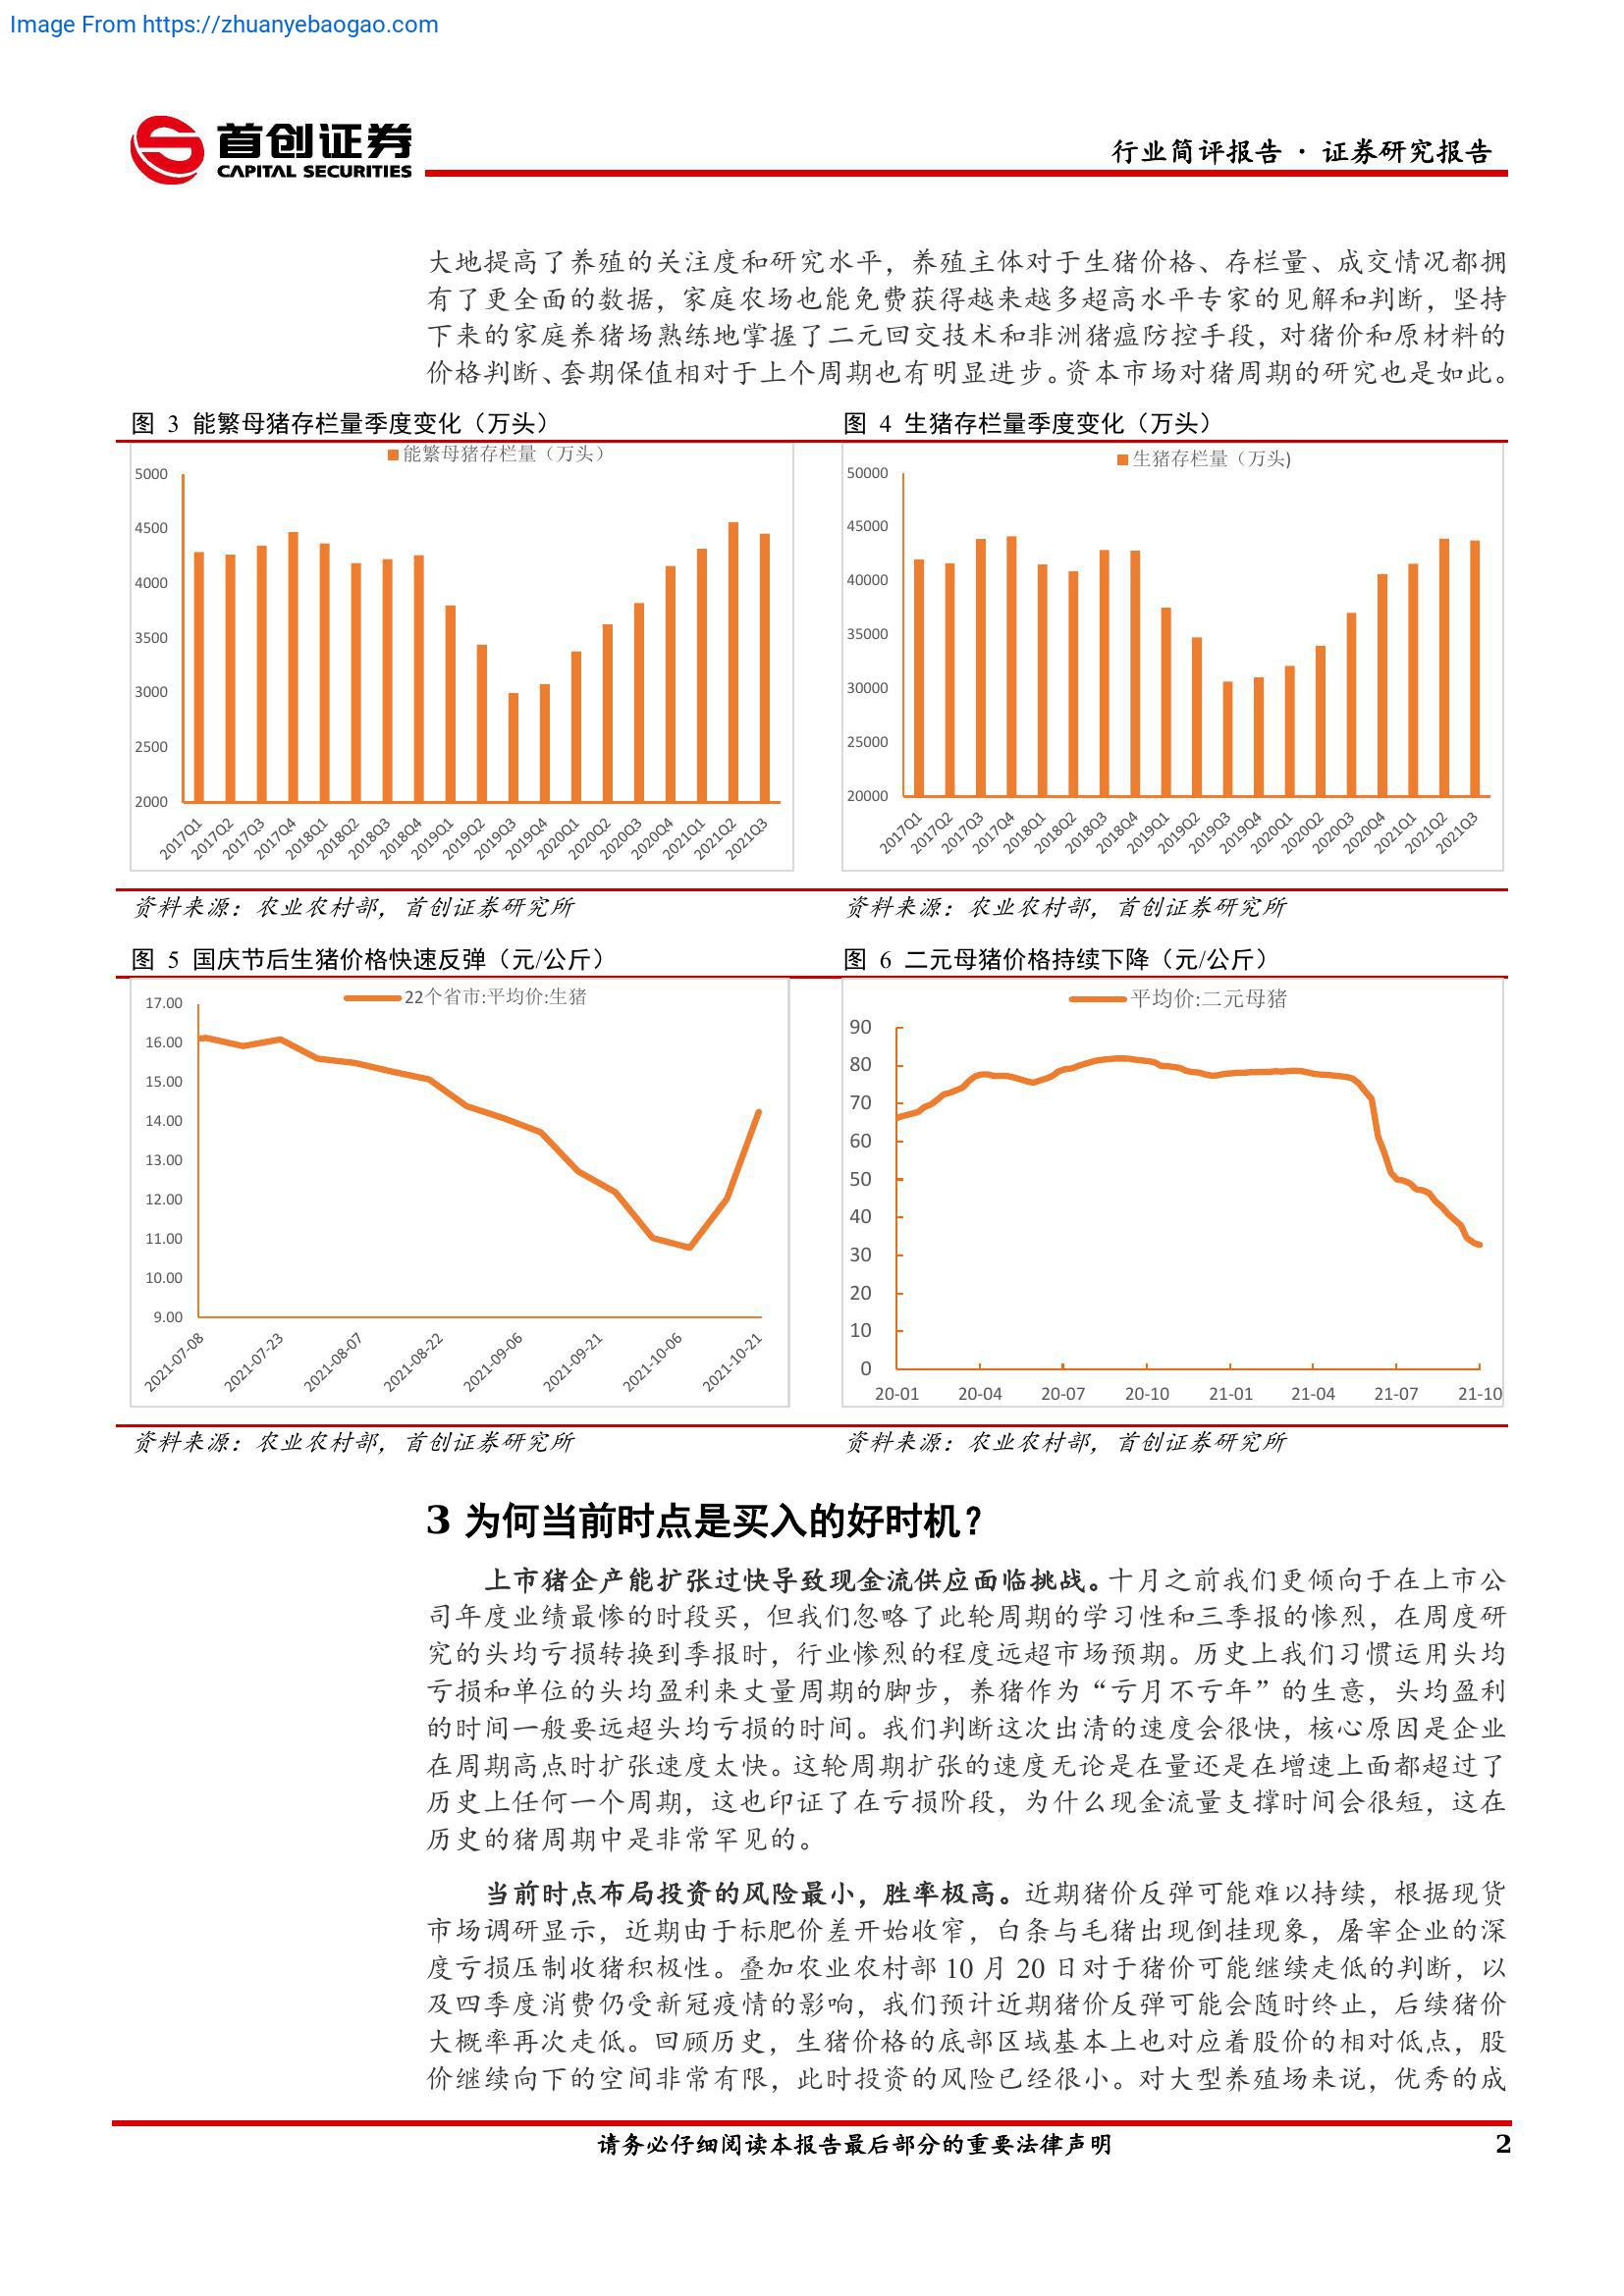 Image From https://zhuanyebaogao.com
首创证券
CAPITAL SECURITIES
行业简评报告 · 证券研究报告
大地提高了养殖的关注度和研究水平，养殖主体对于生猪价格、存栏量、成交情况都拥
有了更全面的数据，家庭农场也能免费获得越来越多超高水平专家的见解和判断，坚持
下来的家庭养猪场熟练地掌握了二元回交技术和非洲猪瘟防控手段，对猪价和原材料的
价格判断、套期保值相对于上个周期也有明显进步。资本市场对猪周期的研究也是如此。
图 3 能繁母猪存栏量季度变化（万头）
能繁母猪存栏量（万头）
5000
4500
4000
3500
3000
2500
2000
2017Q1
2017Q2
2017Q3
2017Q4
2018Q1
2018Q2
2018Q3
2018Q4
2019Q1
2019Q2
2019Q3
2019Q4
2020Q1
2020Q2
2020Q3
2020Q4
2021Q1
2021Q2
2021Q3
资料来源：农业农村部，首创证券研究所
图 4 生猪存栏量季度变化（万头）
生猪存栏量（万头)
50000
45000
40000
35000
30000
25000
20000
2017Q1
2017Q2
2017Q3
2017Q4
2018Q1
2018Q2
2018Q3
2018Q4
2019Q1
2019Q2
2019Q3
2019Q4
2020Q1
2020Q2
2020Q3
2020Q4
2021Q1
2021Q2
2021Q3
资料来源：农业农村部，首创证券研究所
图 5 国庆节后生猪价格快速反弹（元/公斤）
22个省市:平均价:生猪
17.00
16.00
15.00
14.00
13.00
12.00
11.00
10.00
9.00
2021-07-08
2021-07-23
2021-08-07
2021-08-22
2021-09-06
2021-09-21
2021-10-06
2021-10-21
资料来源：农业农村部，首创证券研究所
图 6 二元母猪价格持续下降（元/公斤）
平均价:二元母猪
90
80
70
60
50
40
30
20
10
0
20-01
20-04
20-07
20-10
21-01
21-04
21-07
21-10
资料来源：农业农村部，首创证券研究所
3 为何当前时点是买入的好时机？
上市猪企产能扩张过快导致现金流供应面临挑战。十月之前我们更倾向于在上市公
司年度业绩最惨的时段买，但我们忽略了此轮周期的学习性和三季报的惨烈，在周度研
究的头均亏损转换到季报时，行业惨烈的程度远超市场预期。历史上我们习惯运用头均
亏损和单位的头均盈利来丈量周期的脚步，养猪作为“亏月不亏年”的生意，头均盈利
的时间一般要远超头均亏损的时间。我们判断这次出清的速度会很快，核心原因是企业
在周期高点时扩张速度太快。这轮周期扩张的速度无论是在量还是在增速上面都超过了
历史上任何一个周期，这也印证了在亏损阶段，为什么现金流量支撑时间会很短，这在
历史的猪周期中是非常罕见的。
当前时点布局投资的风险最小，胜率极高。近期猪价反弹可能难以持续，根据现货
市场调研显示，近期由于标肥价差开始收窄，白条与毛猪出现倒挂现象，屠宰企业的深
度亏损压制收猪积极性。叠加农业农村部 10 月 20 日对于猪价可能继续走低的判断，以
及四季度消费仍受新冠疫情的影响，我们预计近期猪价反弹可能会随时终止，后续猪价
大概率再次走低。回顾历史，生猪价格的底部区域基本上也对应着股价的相对低点，股
价继续向下的空间非常有限，此时投资的风险已经很小。对大型养殖场来说，优秀的成
请务必仔细阅读本报告最后部分的重要法律声明
2